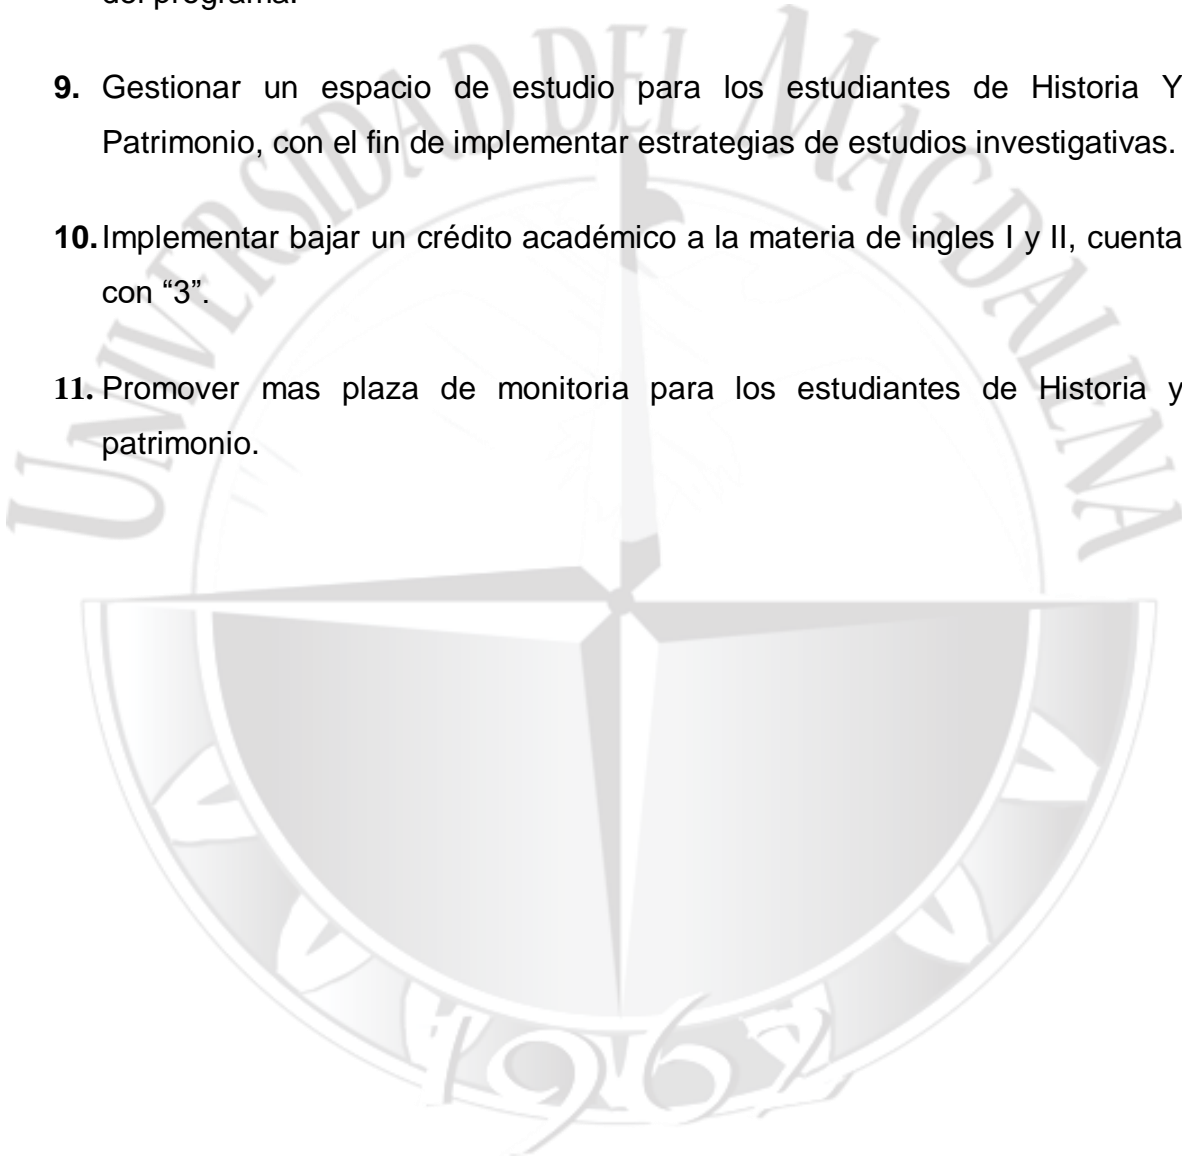 del programa.
9. Gestionar un espacio de estudio para los estudiantes de Historia Y
Patrimonio, con el fin de implementar estrategias de estudios investigativas.
10. Implementar bajar un crédito académico a la materia de ingles I y II, cuenta
con “3”.
11. Promover mas plaza de monitoria para los estudiantes de Historia y
patrimonio.
UNIVERSIDAD DEL MAGDALENA
1962